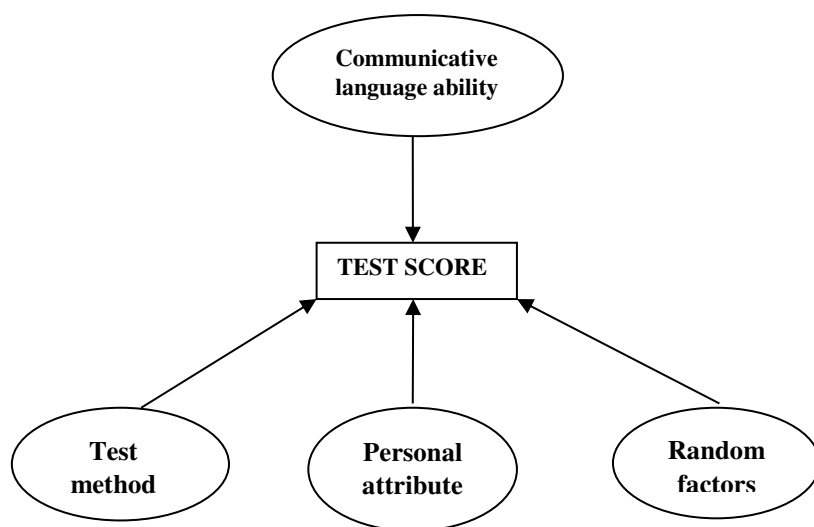 Communicative
language ability
TEST SCORE
Test
method
Personal
attribute
Random
factors